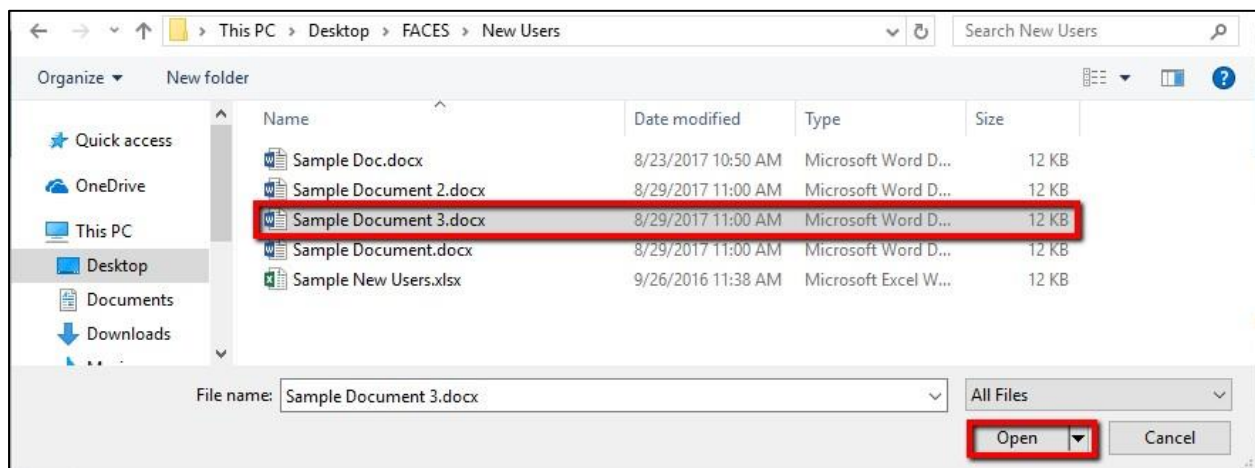 This PC > Desktop > FACES > New Users Search New Users
Organize New folder
Name Date modified Type Size
Quick access
Sample Doc.docx 8/23/2017 10:50 AM Microsoft Word D... 12 KB
OneDrive
Sample Document 2.docx 8/29/2017 11:00 AM Microsoft Word D... 12 KB
Sample Document 3.docx 8/29/2017 11:00 AM Microsoft Word D... 12 KB
This PC
Sample Document.docx 8/29/2017 11:00 AM Microsoft Word D... 12 KB
Desktop
Sample New Users.xlsx 9/26/2016 11:38 AM Microsoft Excel W... 12 KB
Documents
Downloads
File name: Sample Document 3.docx All Files
Open Cancel